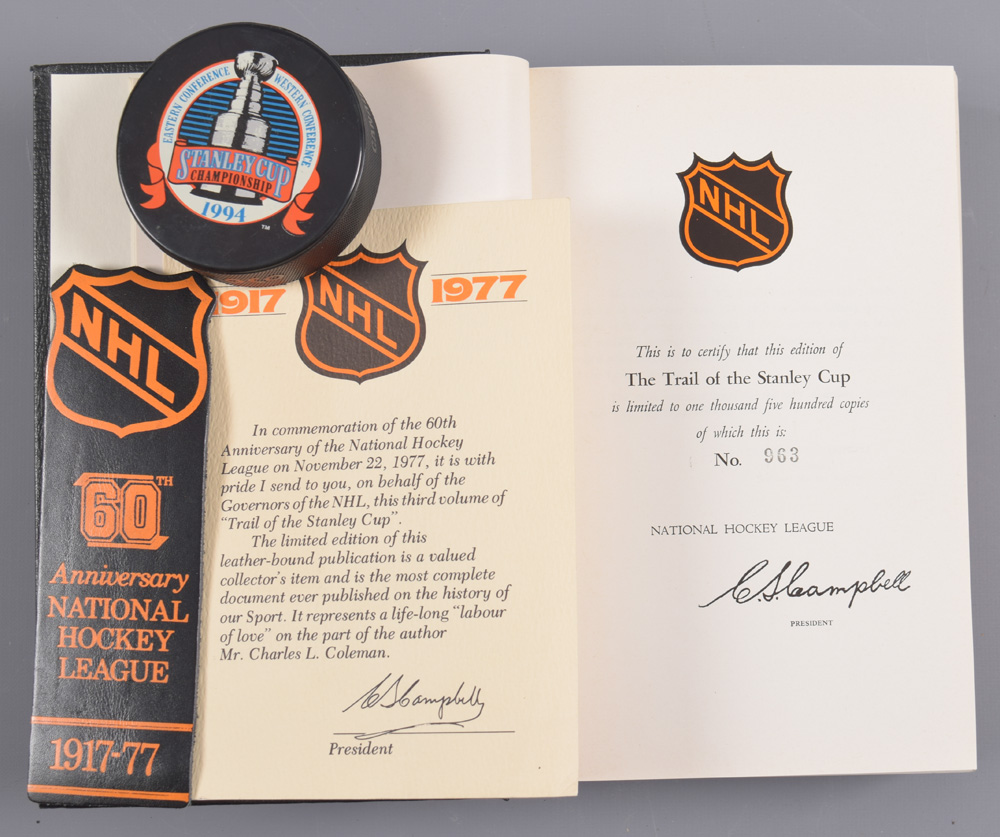 EASTERN CONFERENCE
WESTERN CONFERENCE
STANLEY CUP
CHAMPIONSHIP
1994
TM
NHL
60TH
Anniversary
NATIONAL
HOCKEY
LEAGUE
1917-77
1917 NHL 1977
In commemoration of the 60th
Anniversary of the National Hockey
League on November 22, 1977, it is with
pride I send to you, on behalf of the
Governors of the NHL, this third volume of
"Trail of the Stanley Cup".
The limited edition of this
leather-bound publication is a valued
collector's item and is the most complete
document ever published on the history of
our Sport. It represents a life-long "labour
of love" on the part of the author
Mr. Charles L. Coleman.
C S Campbell
President
NHL
This is to certify that this edition of
The Trail of the Stanley Cup
is limited to one thousand five hundred copies
of which this is:
No. 963
NATIONAL HOCKEY LEAGUE
C. S. Campbell
PRESIDENT